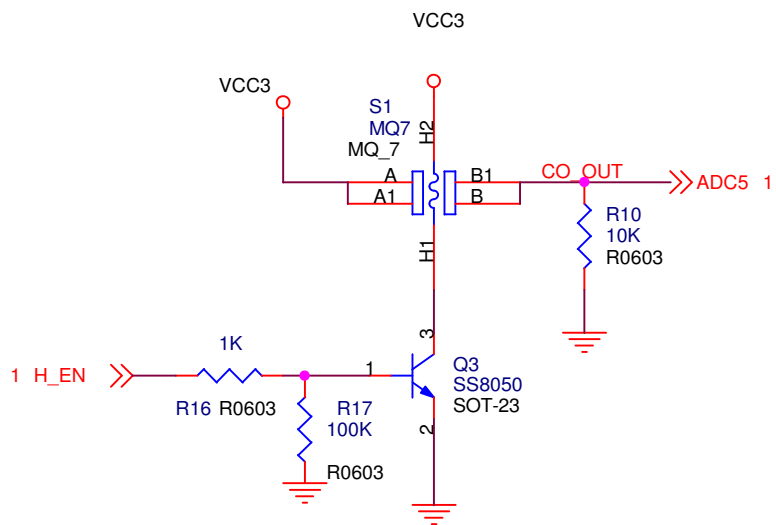 VCC3
VCC3
S1
MQ7
MQ_7
H2
A
A1
B1
B
CO_OUT
ADC5 1
R10
10K
R0603
H1
1K
3
1 H_EN
1
Q3
SS8050
SOT-23
R16 R0603
R17
100K
2
R0603